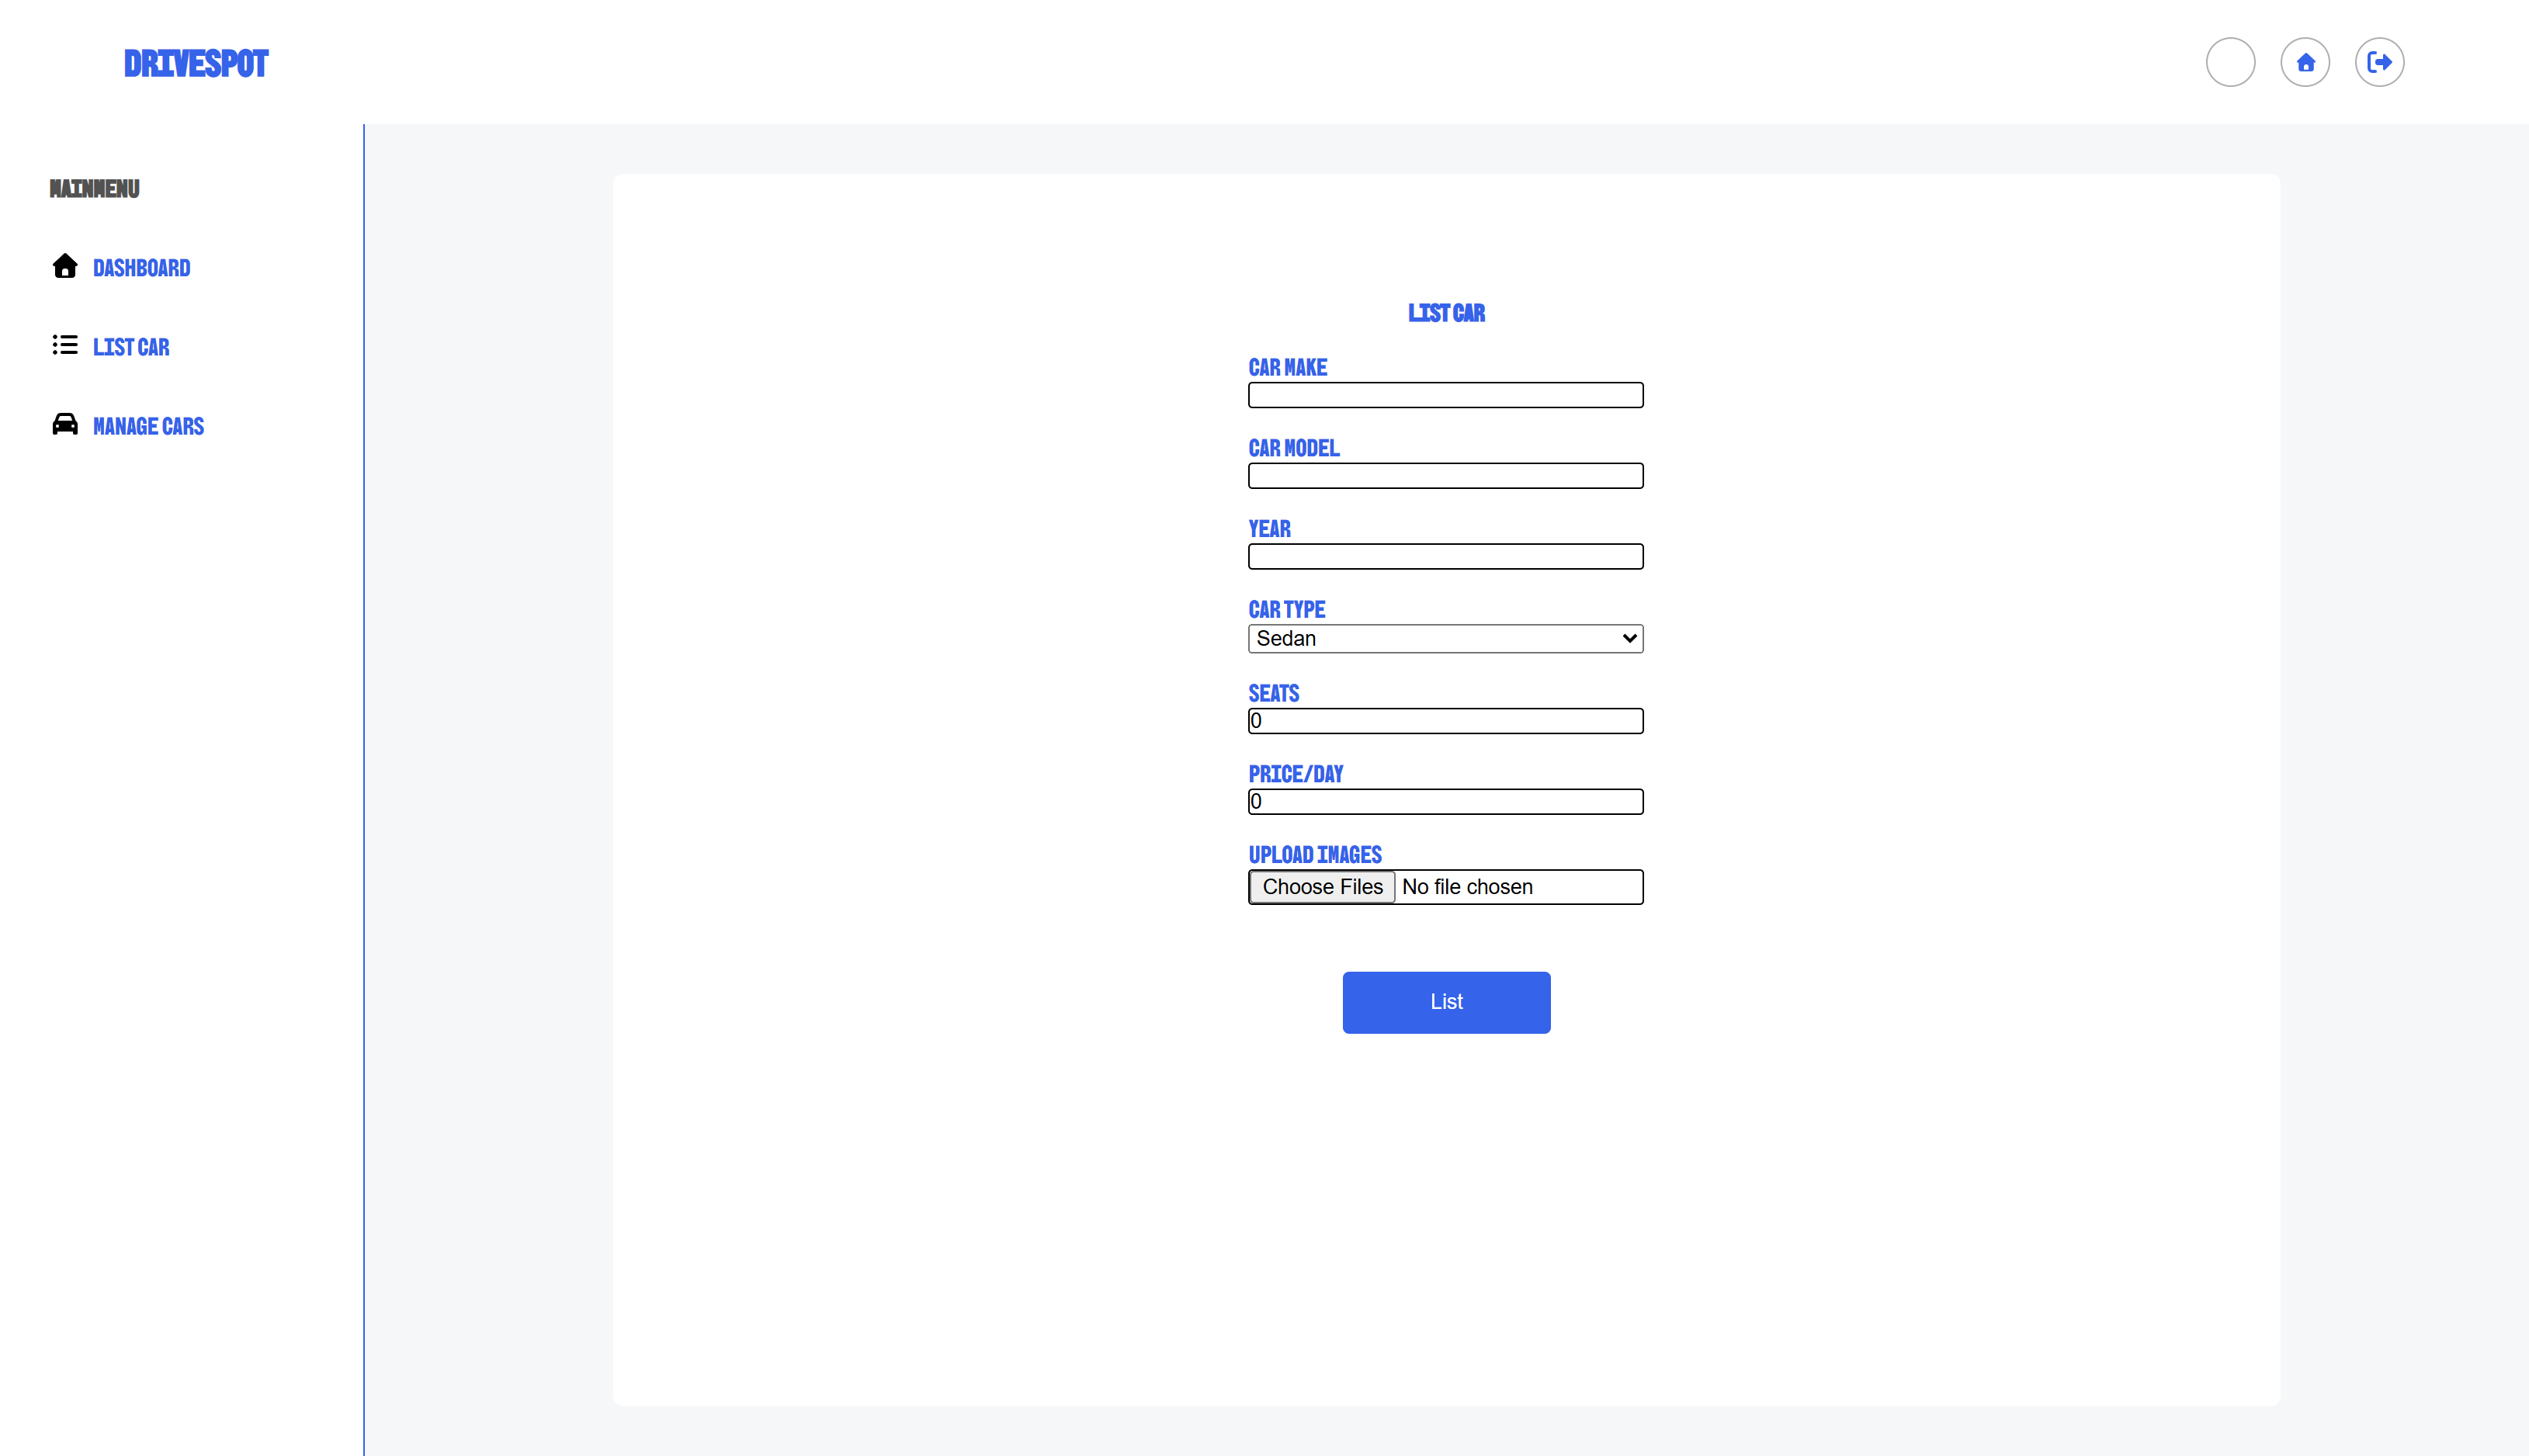 DRIVESPOT
MAINMENU
DASHBOARD
LIST CAR
MANAGE CARS
LIST CAR
CAR MAKE
CAR MODEL
YEAR
CAR TYPE
Sedan
SEATS
0
PRICE/DAY
0
UPLOAD IMAGES
Choose Files No file chosen
List